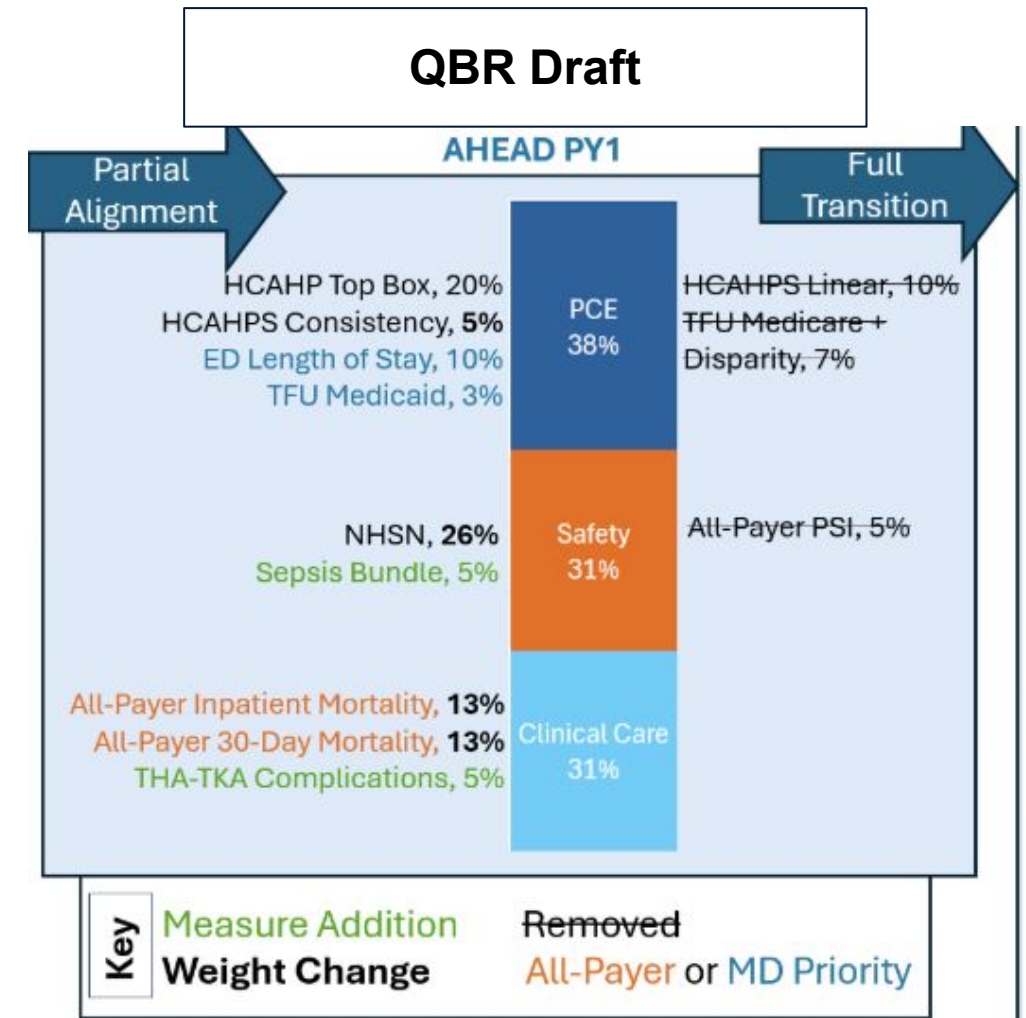 QBR Draft
AHEAD PY1
Partial
Alignment
Full
Transition
HCAHP Top Box, 20%
HCAHPS Consistency, 5%
ED Length of Stay, 10%
TFU Medicaid, 3%
PCE
38%
HCAHPS Linear, 10%
TFU Medicare +
Disparity, 7%
NHSN, 26%
Sepsis Bundle, 5%
Safety
31%
All-Payer PSI, 5%
All-Payer Inpatient Mortality, 13%
All-Payer 30-Day Mortality, 13%
THA-TKA Complications, 5%
Clinical Care
31%
Key
Measure Addition
Removed
Weight Change
All-Payer or MD Priority